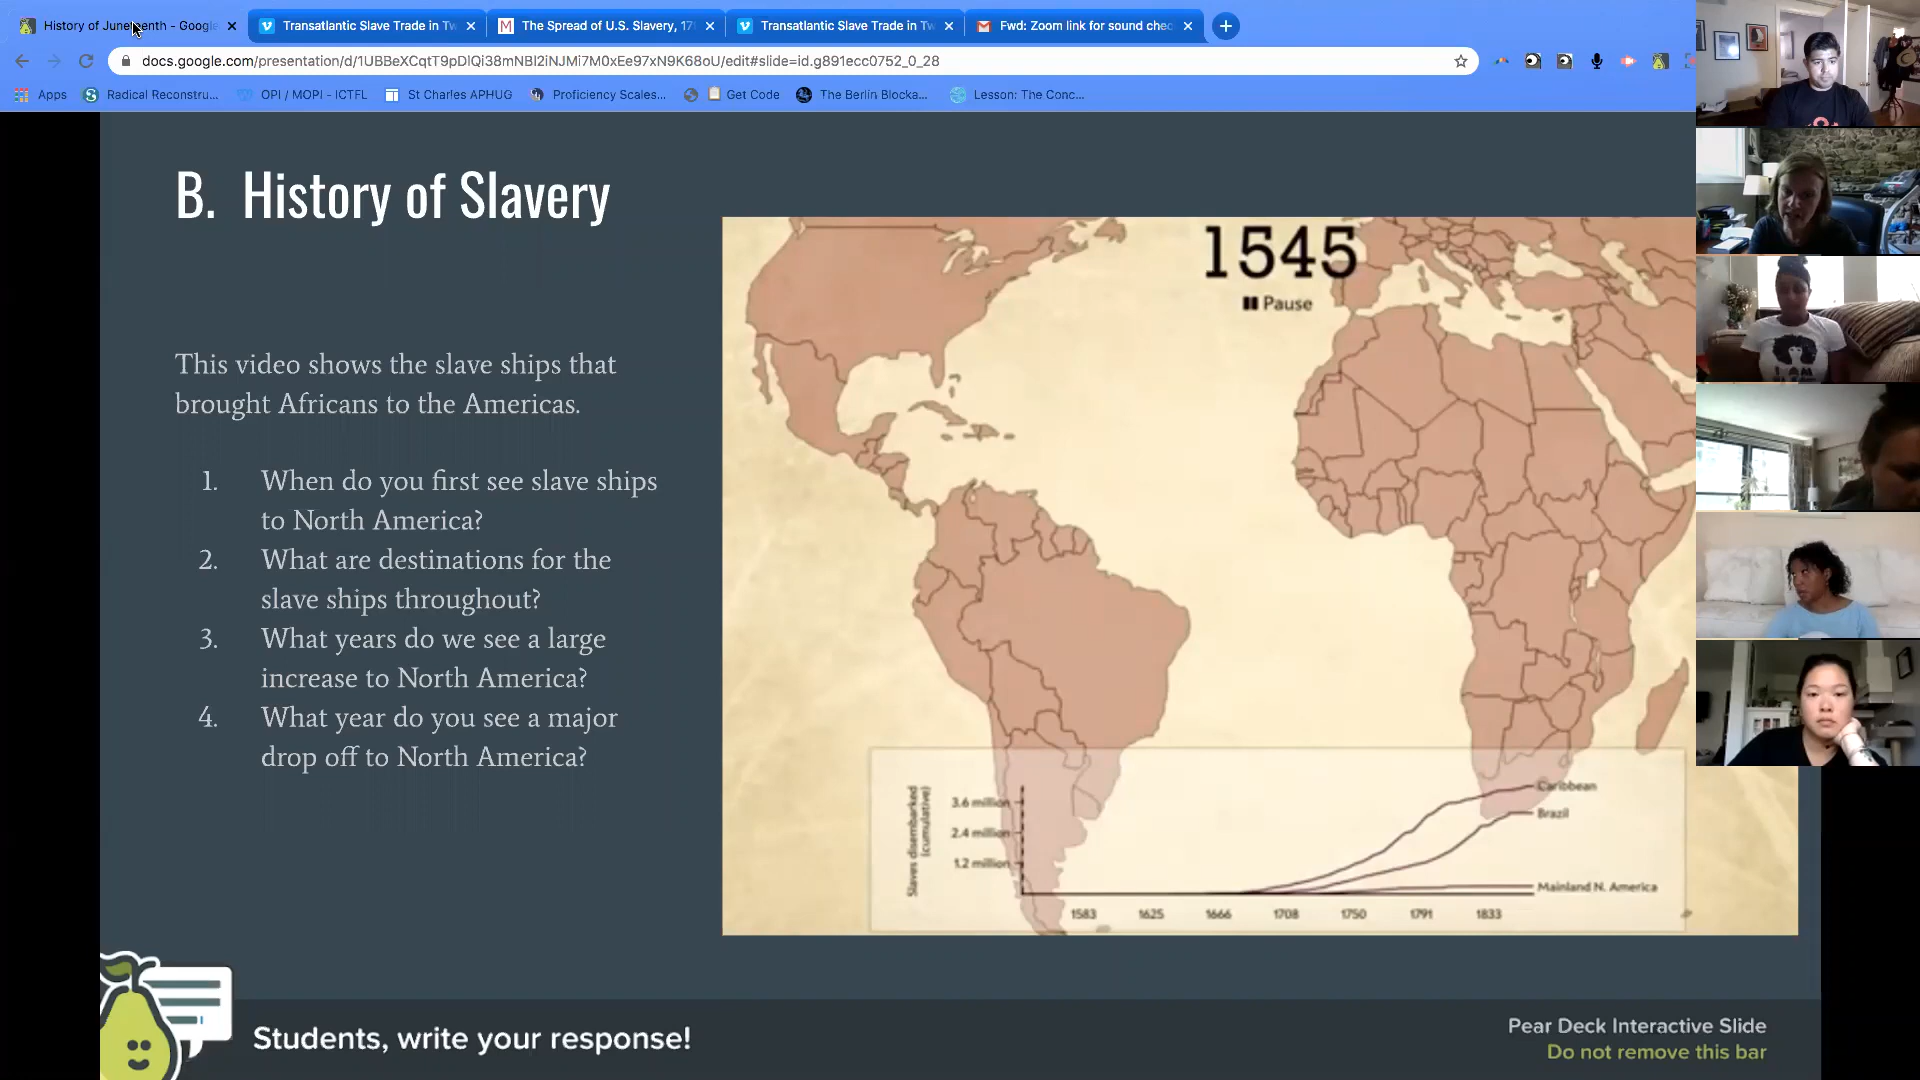 History of Juneteenth - Google
Transatlantic Slave Trade in Tw
The Spread of U.S. Slavery, 17
Transatlantic Slave Trade in Tw
Fwd: Zoom link for sound chec
docs.google.com/presentation/d/1UBBeXCqtT9pDlQi38mNBl2iNJMi7M0xEe97xN9K68oU/edit#slide=id.g891ecc0752_0_28
Apps
Radical Reconstru...
OPI / MOPI - ICTFL
St Charles APHUG
Proficiency Scales...
Get Code
The Berlin Blocka...
Lesson: The Conc...
B. History of Slavery
This video shows the slave ships that
brought Africans to the Americas.
1. When do you first see slave ships
to North America?
2. What are destinations for the
slave ships throughout?
3. What years do we see a large
increase to North America?
4. What year do you see a major
drop off to North America?
1545
Pause
Slaves disembarked
(cumulative)
3.6 million
2.4 million
1.2 million
Caribbean
Brazil
Mainland N. America
1583 1625 1666 1708 1750 1791 1833
I AM
Students, write your response!
Pear Deck Interactive Slide
Do not remove this bar